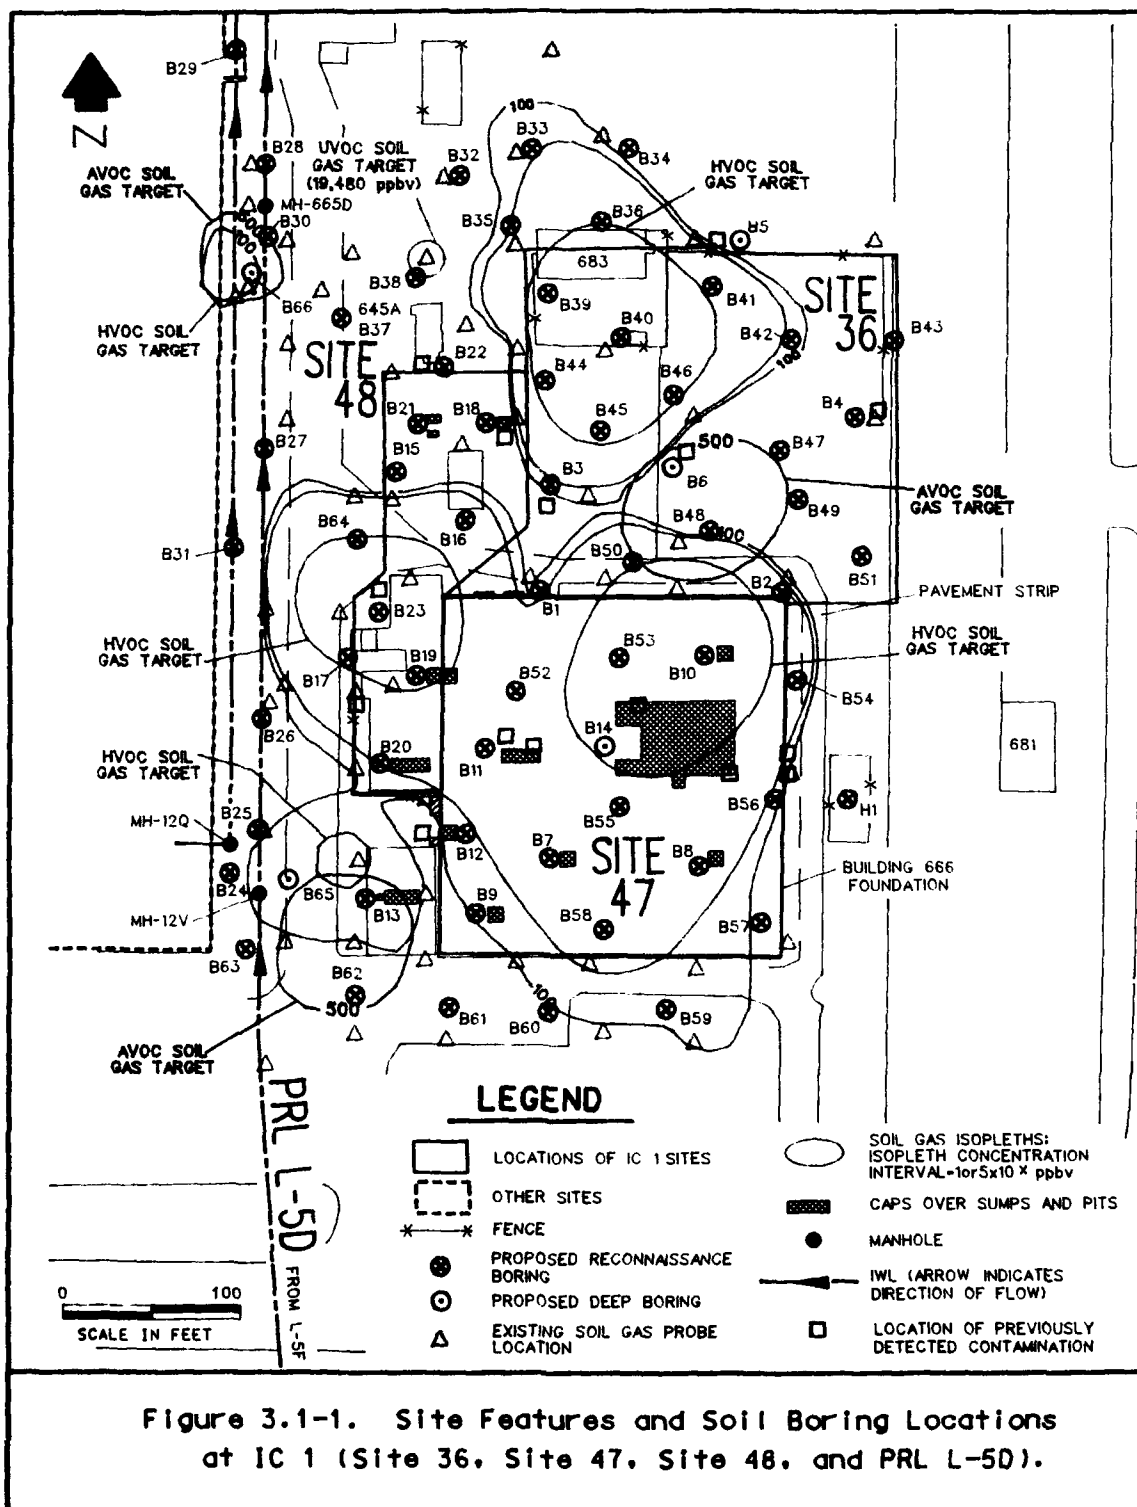 B29
N
B28
UVOC SOIL
GAS TARGET
(19,480 ppbv)
AVOC SOIL
GAS TARGET
MH-665D
B30
B66
HVOC SOIL
GAS TARGET
B32
B33
100
B34
HVOC SOIL
GAS TARGET
B35
B36
B5
683
B38
B39
B41
SITE
36
645A
B37
B40
B42
100
B43
SITE
48
B22
B44
B46
B21
B18
B45
B4
B27
500
B47
B15
B3
B6
AVOC SOIL
GAS TARGET
B49
B64
B16
B48
100
B31
B50
B51
B1
B2
PAVEMENT STRIP
B23
HVOC SOIL
GAS TARGET
HVOC SOIL
GAS TARGET
B53
B10
B17
B19
B52
B54
B26
B14
681
HVOC SOIL
GAS TARGET
B20
B11
B56
H1
B25
MH-12Q
B55
B12
B7
SITE
47
B8
BUILDING 666
FOUNDATION
B24
B65
B13
MH-12V
B9
B58
B57
B63
B62
500
100
B61
B60
B59
AVOC SOIL
GAS TARGET
PRL L-5D
FROM L-5F
LEGEND
LOCATIONS OF IC 1 SITES
OTHER SITES
FENCE
PROPOSED RECONNAISSANCE
BORING
PROPOSED DEEP BORING
EXISTING SOIL GAS PROBE
LOCATION
SOIL GAS ISOPLETHS:
ISOPLETH CONCENTRATION
INTERVAL=1or5x10 x ppbv
CAPS OVER SUMPS AND PITS
MANHOLE
IWL (ARROW INDICATES
DIRECTION OF FLOW)
LOCATION OF PREVIOUSLY
DETECTED CONTAMINATION
0 100
SCALE IN FEET
Figure 3.1-1. Site Features and Soil Boring Locations
at IC 1 (Site 36, Site 47, Site 48, and PRL L-5D).